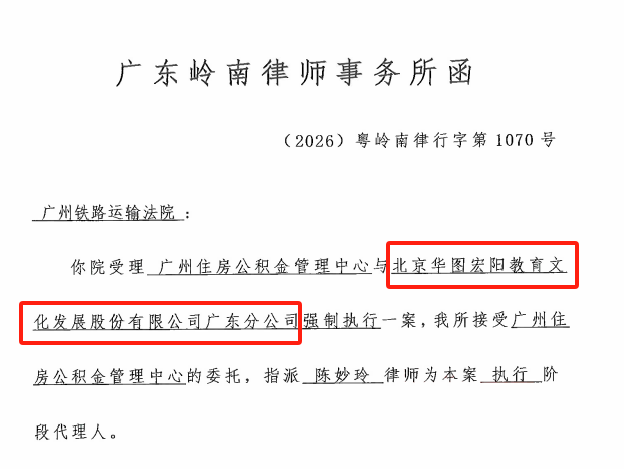 广东岭南律师事务所函
（2026）粤岭南律行字第 1070 号
广州铁路运输法院：
你院受理 广州住房公积金管理中心与北京华图宏阳教育文
化发展股份有限公司广东分公司强制执行一案，我所接受广州住
房公积金管理中心的委托，指派 陈妙玲 律师为本案 执行 阶
段代理人。